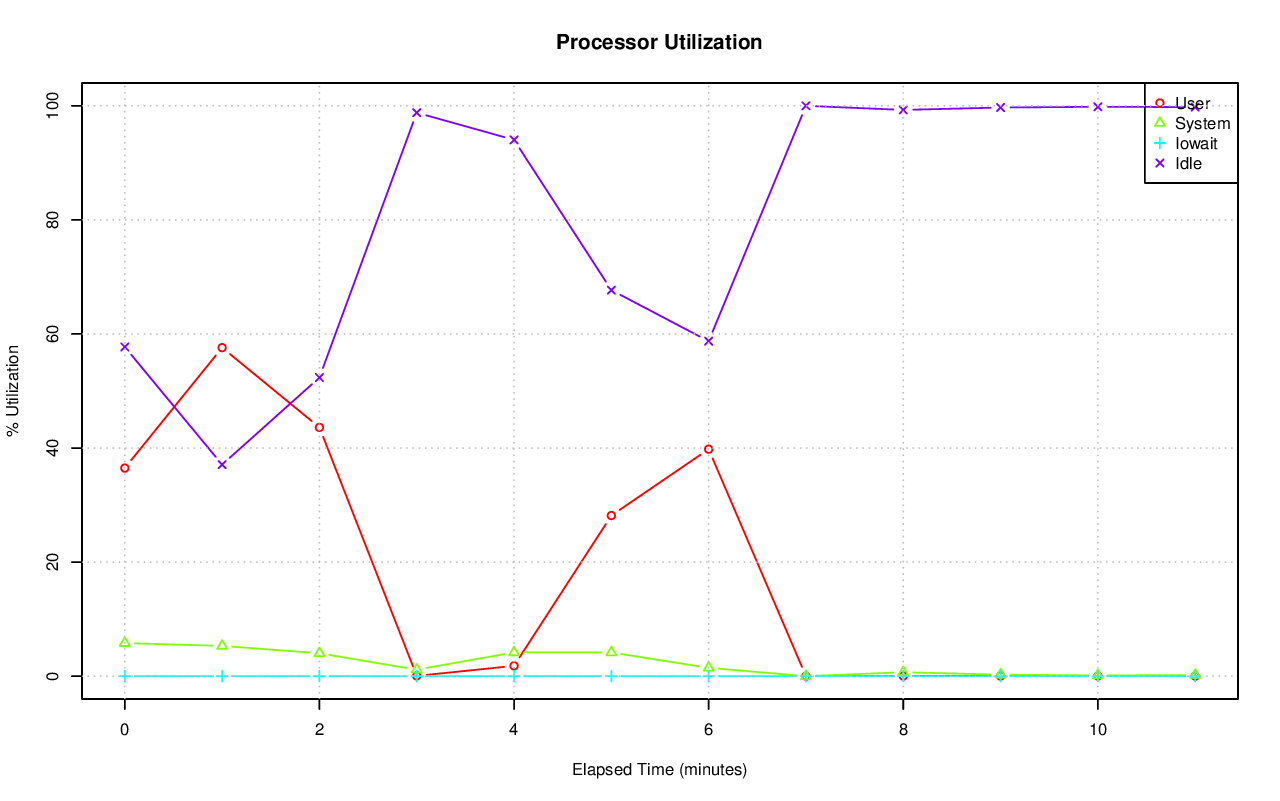 Processor Utilization
100
80
60
40
20
0
% Utilization
User
System
Iowait
Idle
0 2 4 6 8 10
Elapsed Time (minutes)